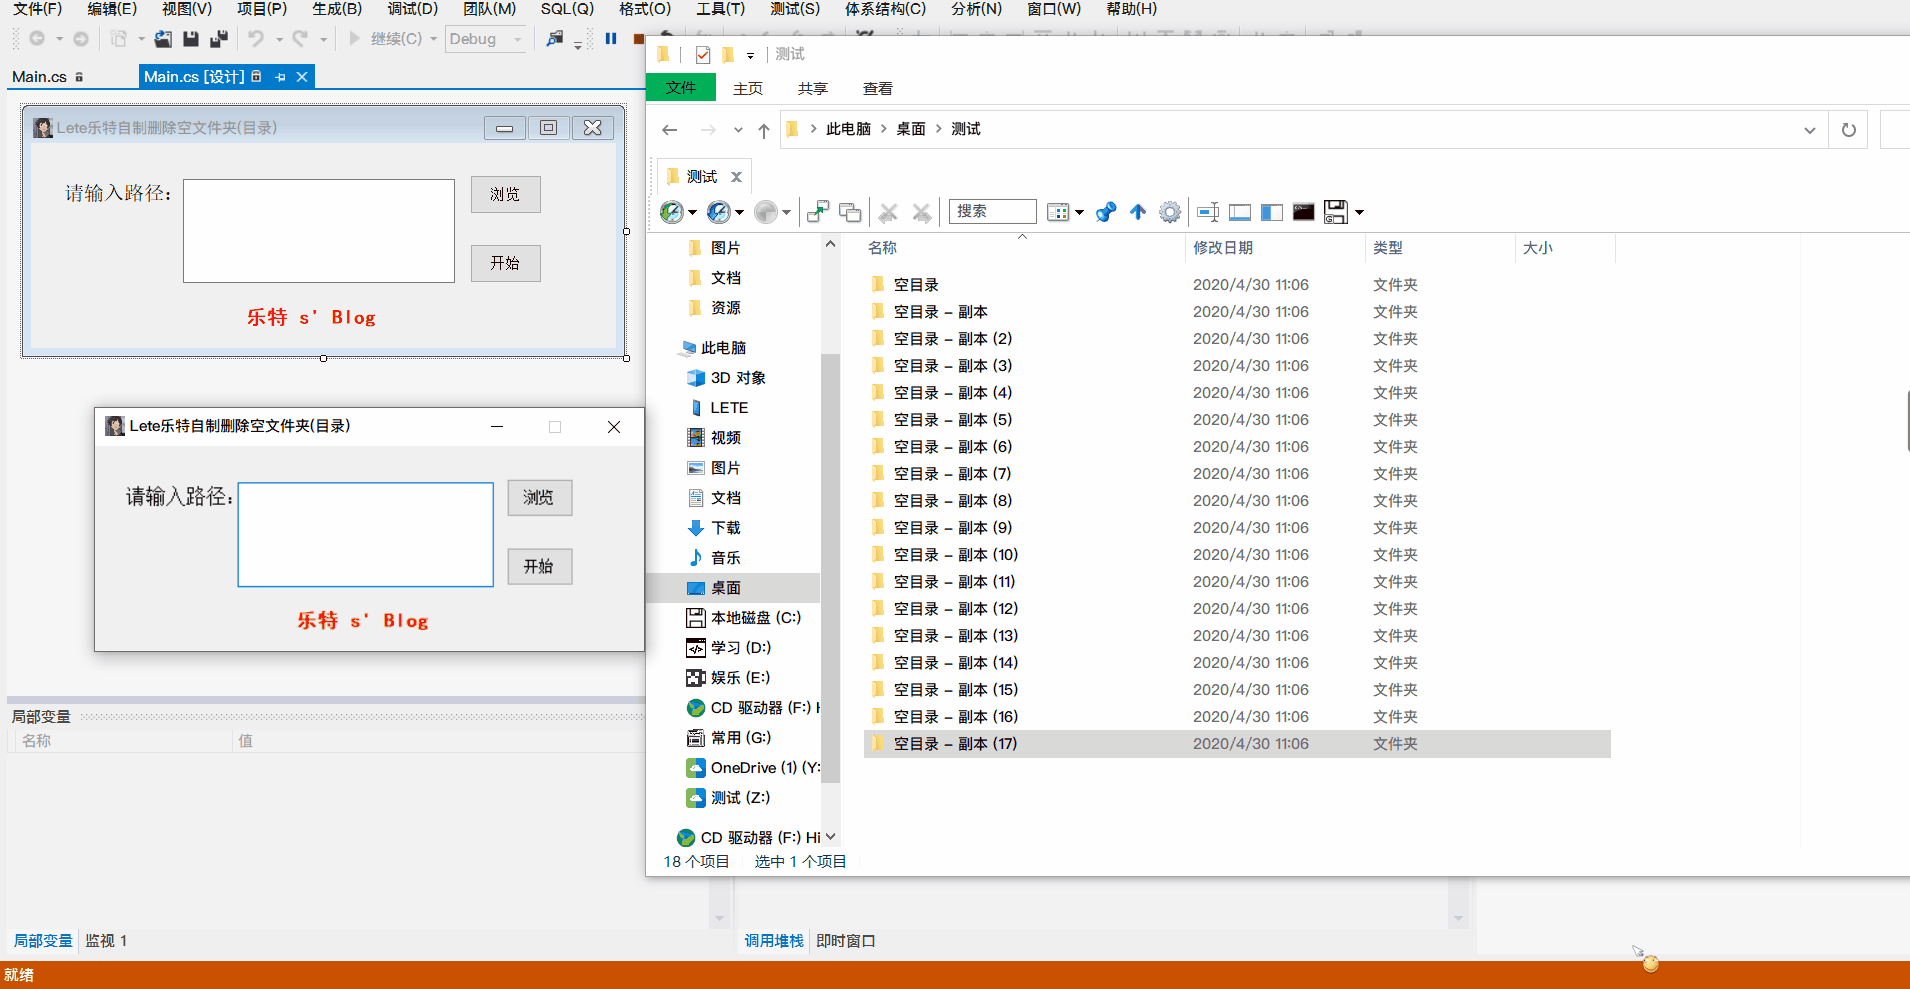 文件(F) 编辑(E) 视图(V) 项目(P) 生成(B) 调试(D) 团队(M) SQL(Q) 格式(O) 工具(T) 测试(S) 体系结构(C) 分析(N) 窗口(W) 帮助(H)
继续(C) Debug
Main.cs Main.cs [设计]
Lete乐特自制删除空文件夹(目录)
请输入路径: 浏览
开始
乐特 s' Blog
Lete乐特自制删除空文件夹(目录)
请输入路径: 浏览
开始
乐特 s' Blog
局部变量
名称 值
局部变量 监视 1
调用堆栈 即时窗口
就绪
测试
文件 主页 共享 查看
此电脑 桌面 测试
测试
搜索
图片
文档
资源
此电脑
3D 对象
LETE
视频
图片
文档
下载
音乐
桌面
本地磁盘 (C:)
学习 (D:)
娱乐 (E:)
CD 驱动器 (F:)
常用 (G:)
OneDrive (1) (Y:
测试 (Z:)
CD 驱动器 (F:) Hi
名称 修改日期 类型 大小
空目录 2020/4/30 11:06 文件夹
空目录 - 副本 2020/4/30 11:06 文件夹
空目录 - 副本 (2) 2020/4/30 11:06 文件夹
空目录 - 副本 (3) 2020/4/30 11:06 文件夹
空目录 - 副本 (4) 2020/4/30 11:06 文件夹
空目录 - 副本 (5) 2020/4/30 11:06 文件夹
空目录 - 副本 (6) 2020/4/30 11:06 文件夹
空目录 - 副本 (7) 2020/4/30 11:06 文件夹
空目录 - 副本 (8) 2020/4/30 11:06 文件夹
空目录 - 副本 (9) 2020/4/30 11:06 文件夹
空目录 - 副本 (10) 2020/4/30 11:06 文件夹
空目录 - 副本 (11) 2020/4/30 11:06 文件夹
空目录 - 副本 (12) 2020/4/30 11:06 文件夹
空目录 - 副本 (13) 2020/4/30 11:06 文件夹
空目录 - 副本 (14) 2020/4/30 11:06 文件夹
空目录 - 副本 (15) 2020/4/30 11:06 文件夹
空目录 - 副本 (16) 2020/4/30 11:06 文件夹
空目录 - 副本 (17) 2020/4/30 11:06 文件夹
18 个项目 选中 1 个项目